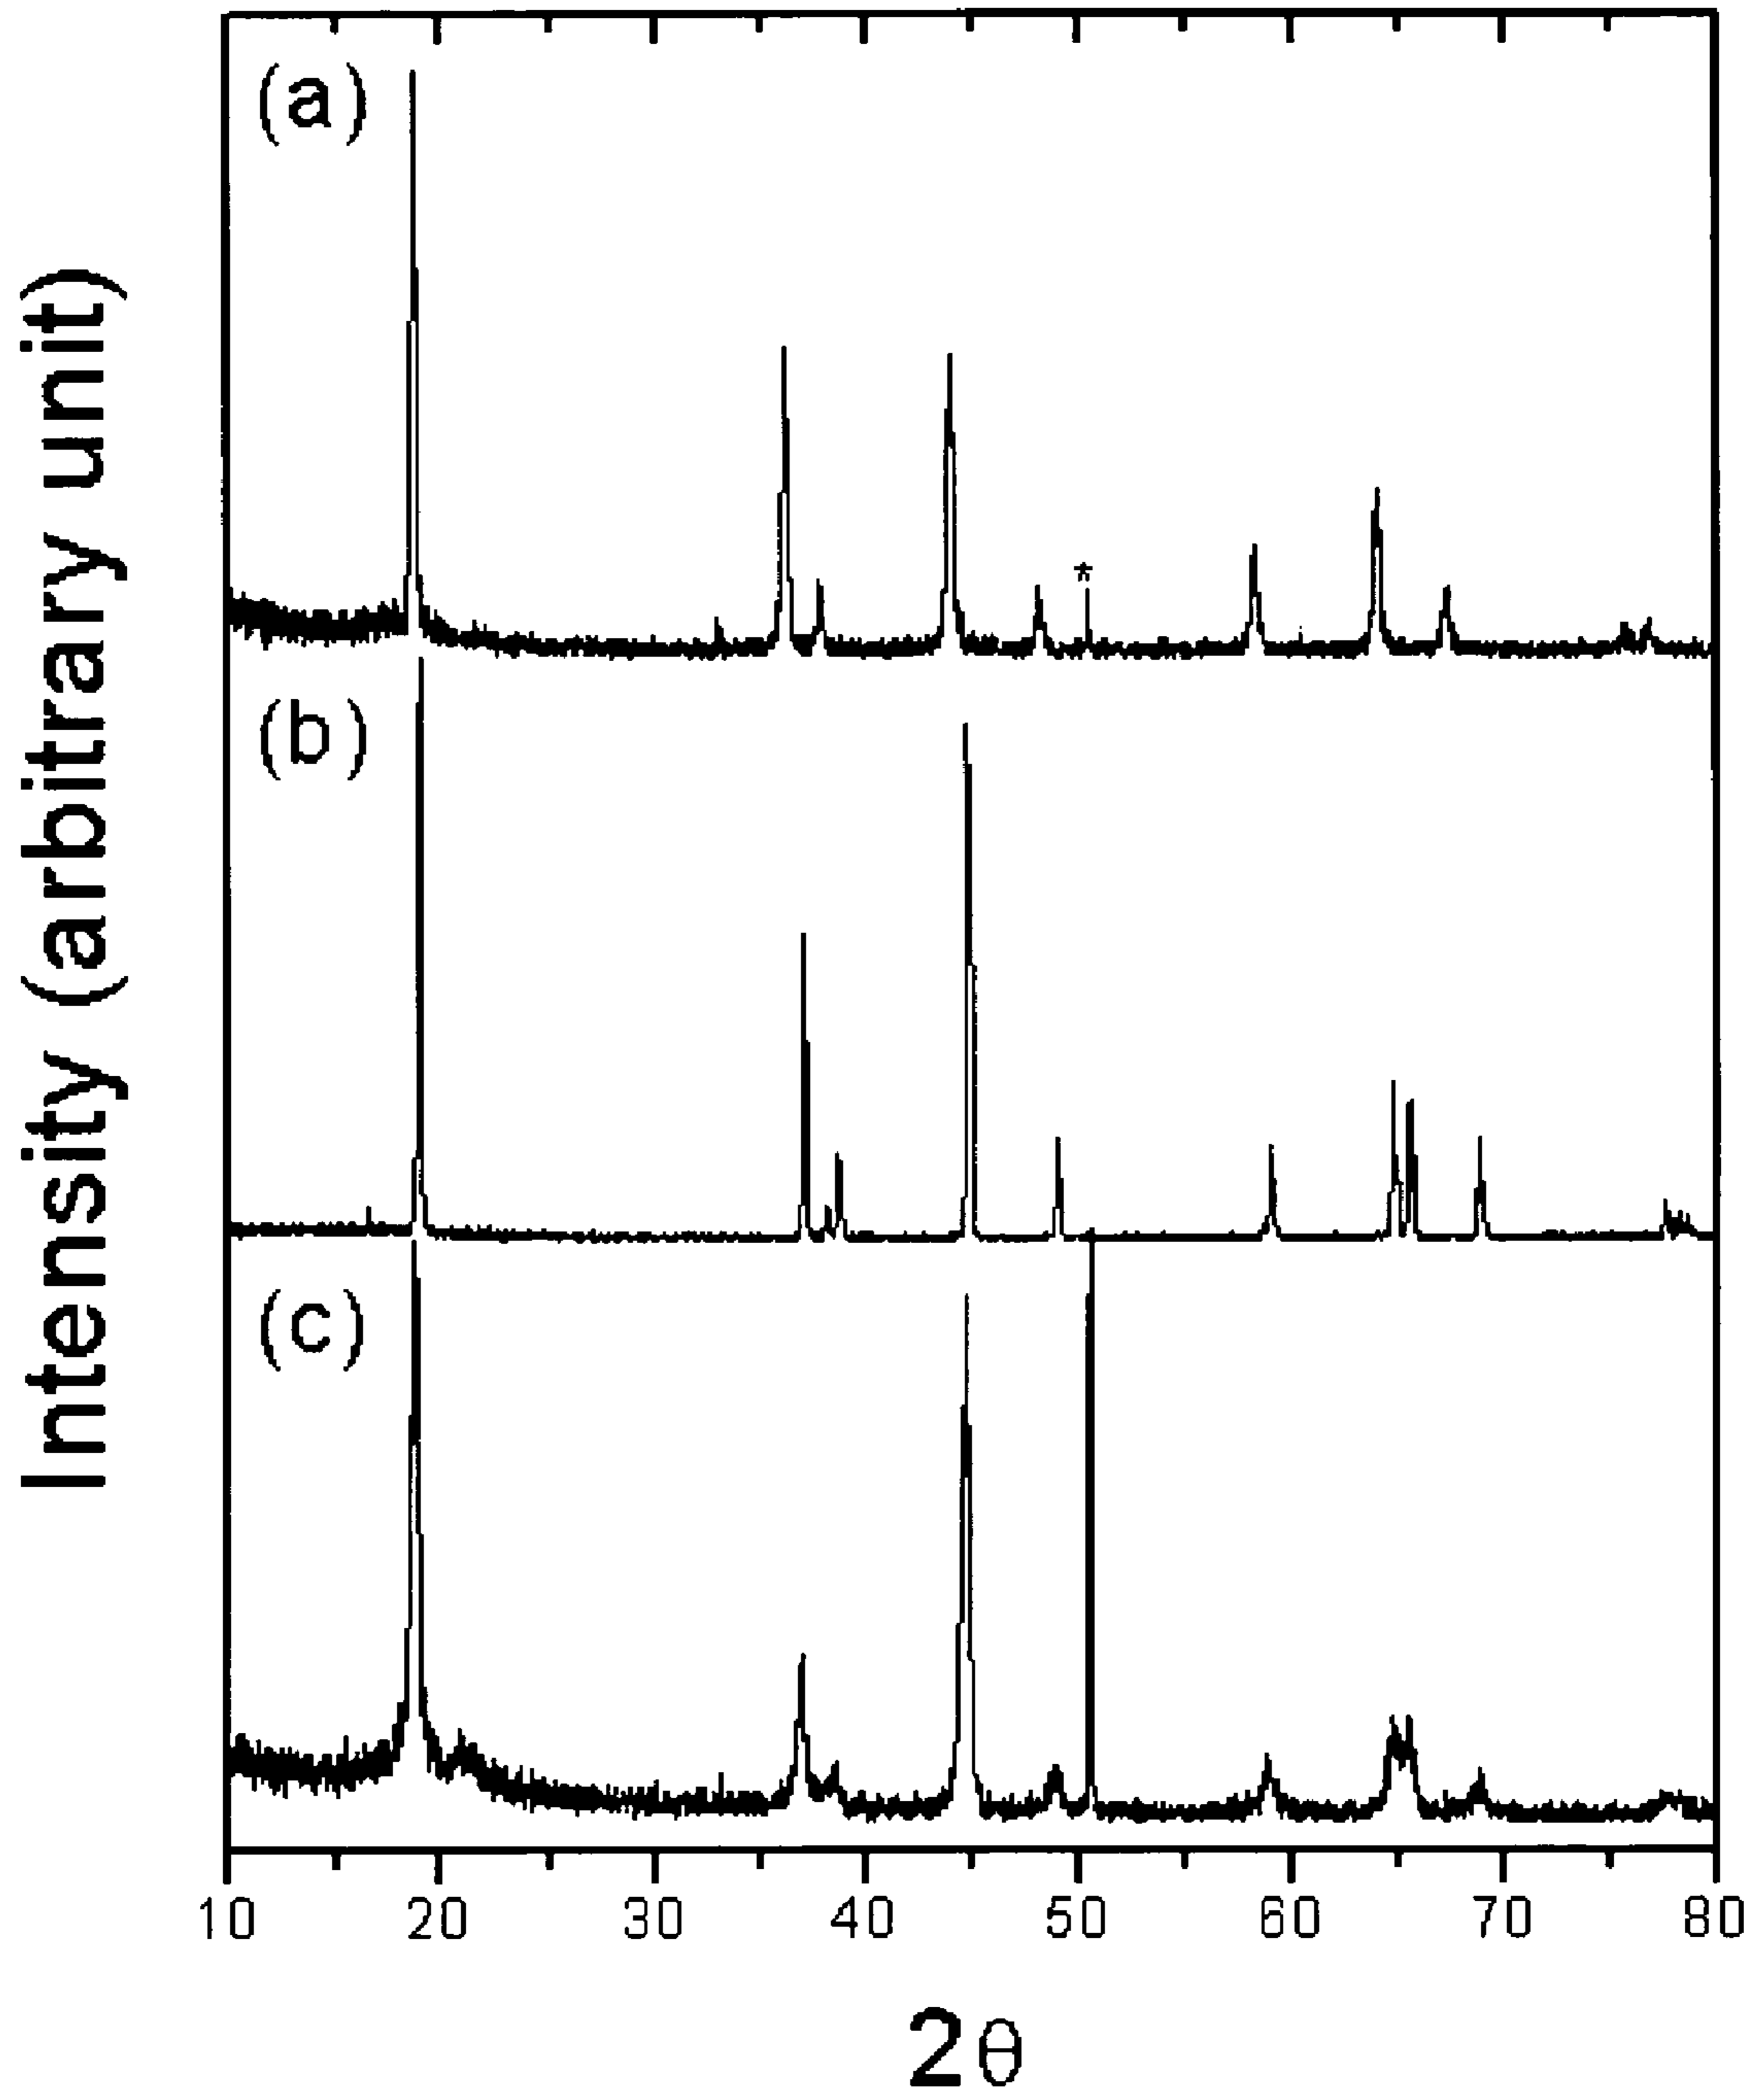 Intensity (arbitrary unit)
(a)
*
(b)
(c)
10 20 30 40 50 60 70 80
2θ